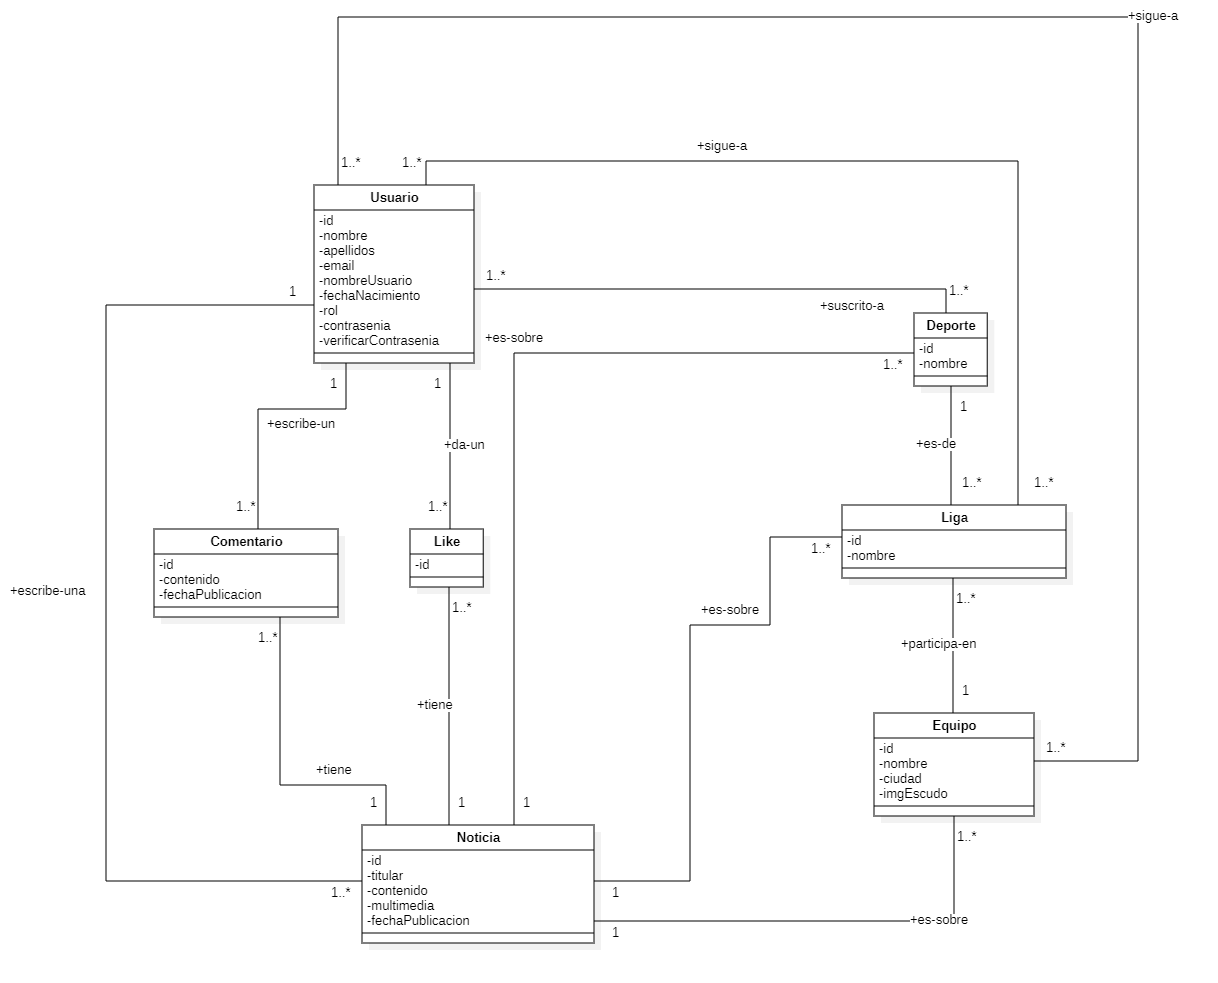 +sigue-a
+sigue-a
1..*
1..*
Usuario
-id
-nombre
-apellidos
-email
-nombreUsuario
-fechaNacimiento
-rol
-contrasenia
-verificarContrasenia
1..*
1..*
1
+suscrito-a
Deporte
-id
-nombre
+es-sobre
1..*
1
1
1
+escribe-un
+da-un
+es-de
1..*
1..*
1..*
1..*
Liga
-id
-nombre
Comentario
-id
-contenido
-fechaPublicacion
Like
-id
1..*
+escribe-una
1..*
1..*
+es-sobre
1..*
+participa-en
1
+tiene
Equipo
-id
-nombre
-ciudad
-imgEscudo
1..*
+tiene
1
1
1
1..*
Noticia
-id
-titular
-contenido
-multimedia
-fechaPublicacion
1..*
1
+es-sobre
1